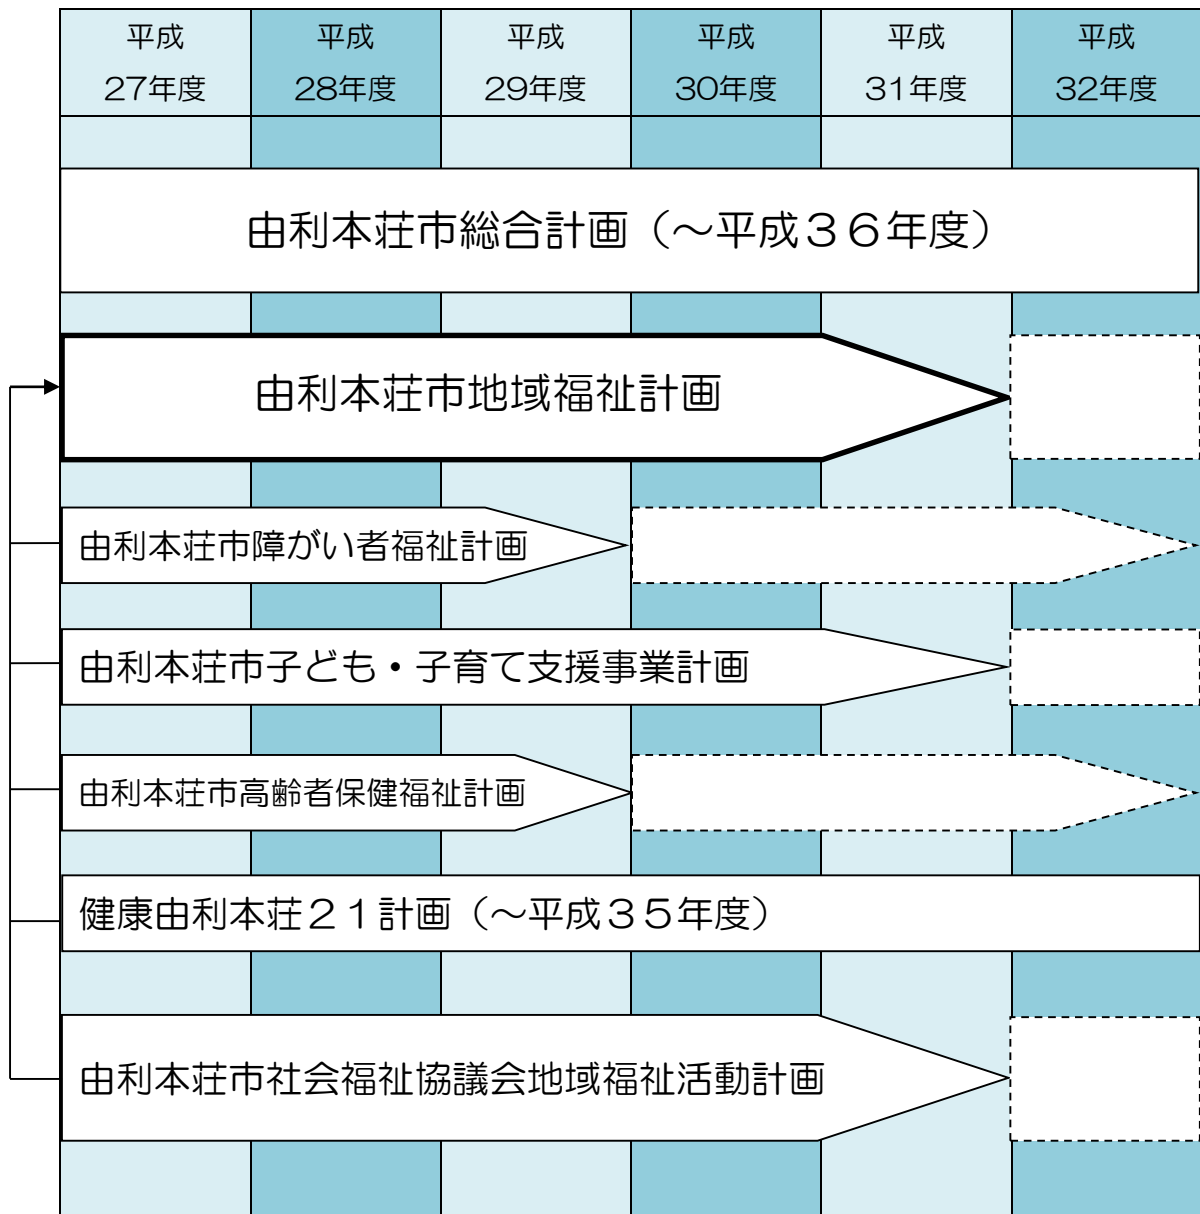 平成 平成 平成 平成 平成 平成
27年度 28年度 29年度 30年度 31年度 32年度
由利本荘市総合計画（～平成３６年度）
由利本荘市地域福祉計画
由利本荘市障がい者福祉計画
由利本荘市子ども・子育て支援事業計画
由利本荘市高齢者保健福祉計画
健康由利本荘２１計画（～平成３５年度）
由利本荘市社会福祉協議会地域福祉活動計画